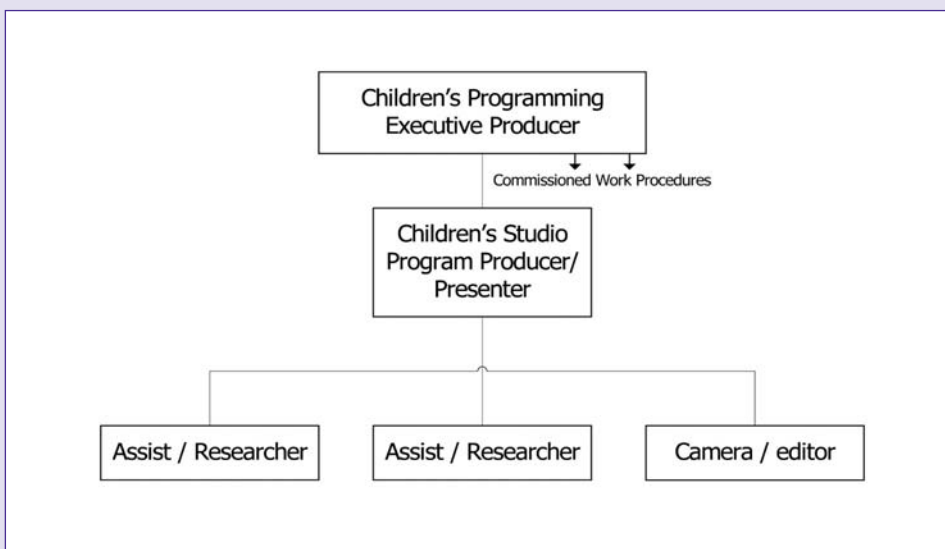 Children's Programming
Executive Producer
Commissioned Work Procedures
Children's Studio
Program Producer/
Presenter
Assist / Researcher
Assist / Researcher
Camera / editor